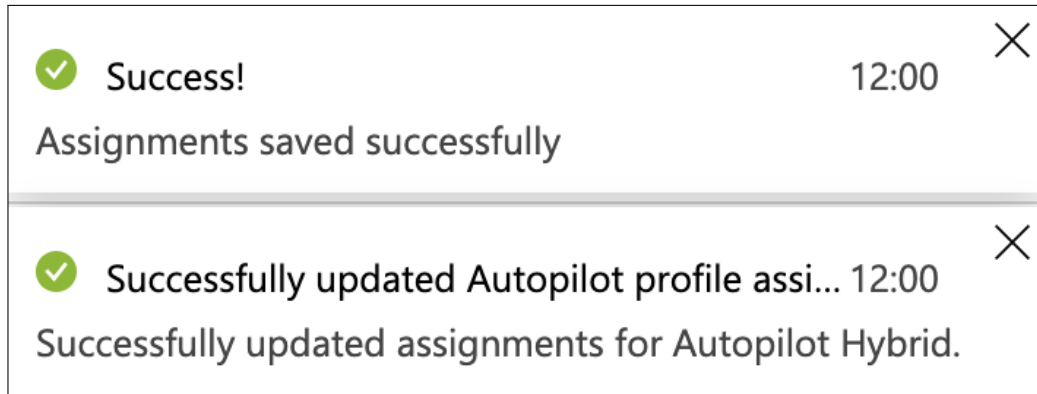 Success! 12:00
Assignments saved successfully
Successfully updated Autopilot profile assi... 12:00
Successfully updated assignments for Autopilot Hybrid.